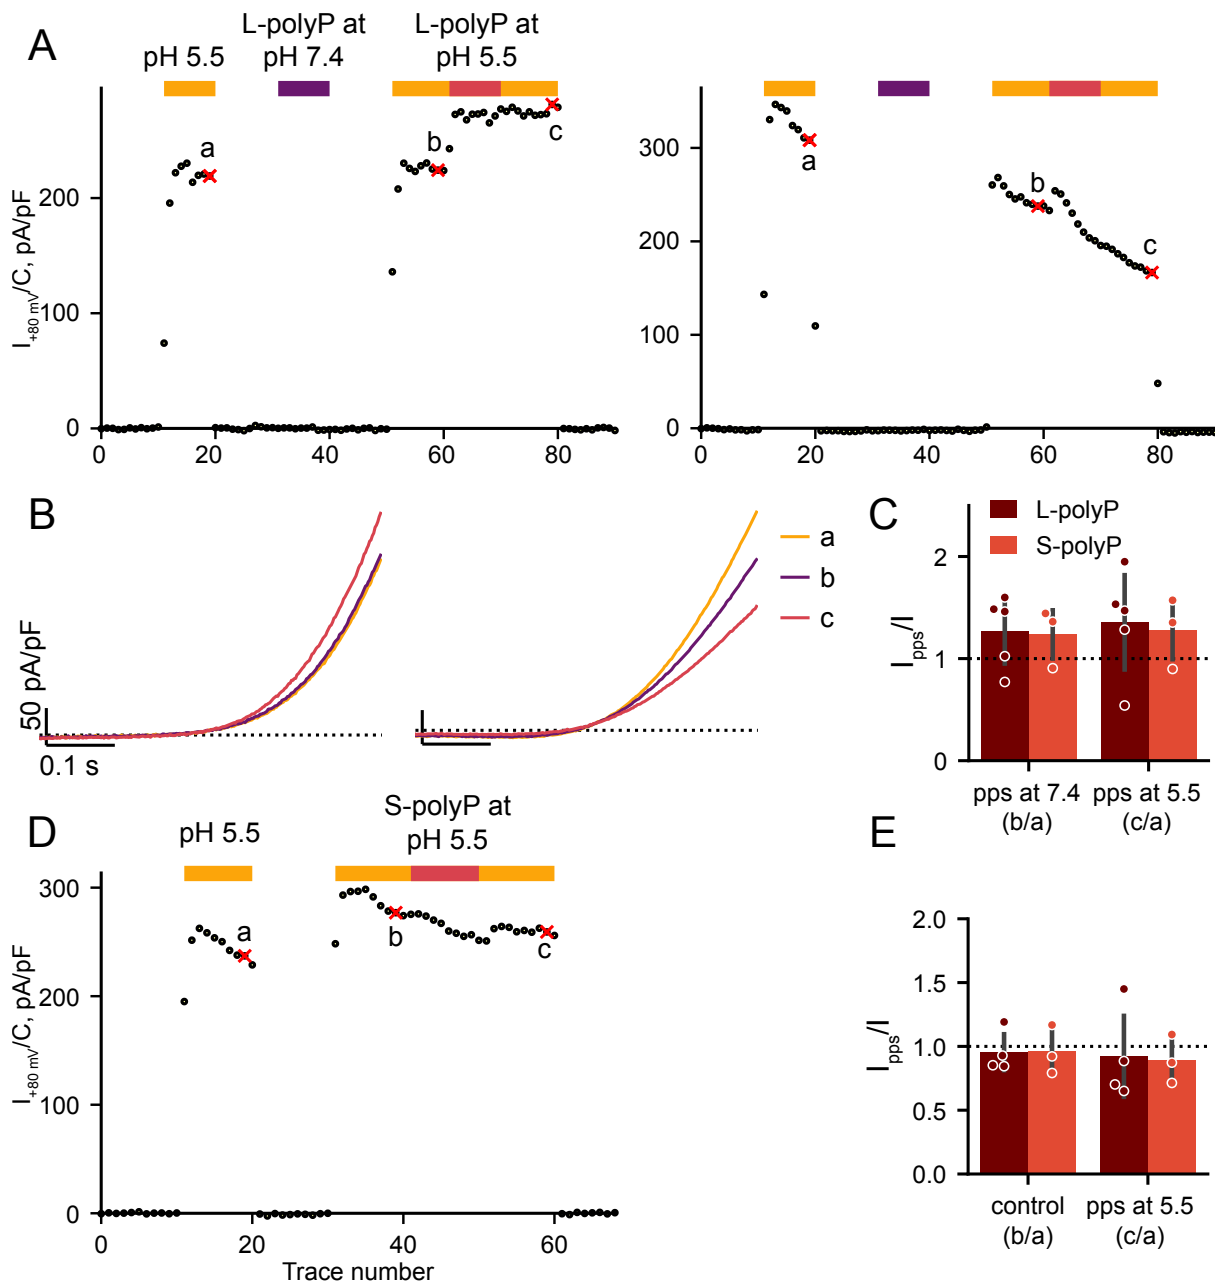 A
pH 5.5
L-polyP at
pH 7.4
L-polyP at
pH 5.5
I+80 mV/C, pA/pF
200
100
0
a
b
c
0 20 40 60 80
300
200
100
0
a
b
c
0 20 40 60 80
B
50 pA/pF
0.1 s
a
b
c
C
L-polyP
S-polyP
Ipps/I
2
1
0
pps at 7.4
(b/a)
pps at 5.5
(c/a)
D
pH 5.5
S-polyP at
pH 5.5
I+80 mV/C, pA/pF
300
200
100
0
a
b
c
0 20 40 60
Trace number
E
Ipps/I
2.0
1.5
1.0
0.5
0.0
control
(b/a)
pps at 5.5
(c/a)